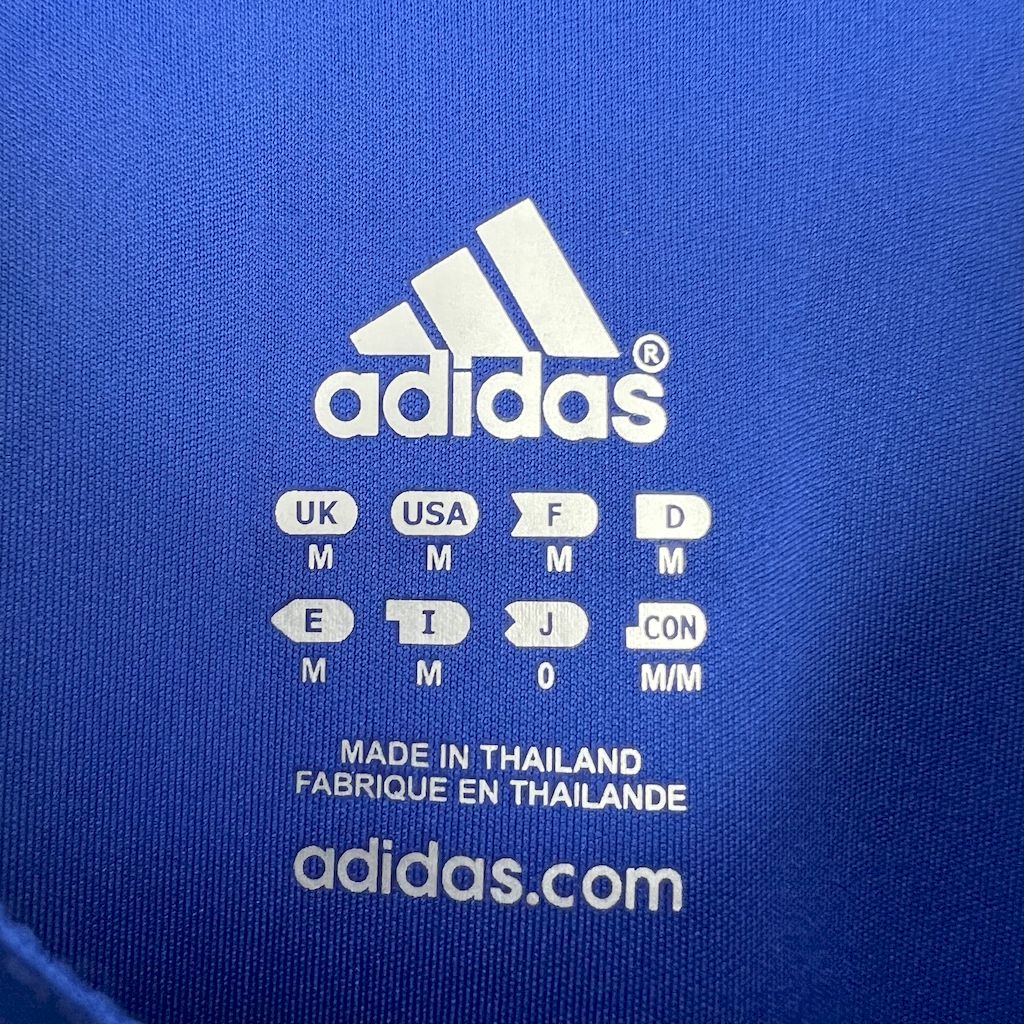 adidas®
UK USA F D
M M M M
E I J CON
M M 0 M/M
MADE IN THAILAND
FABRIQUE EN THAILANDE
adidas.com